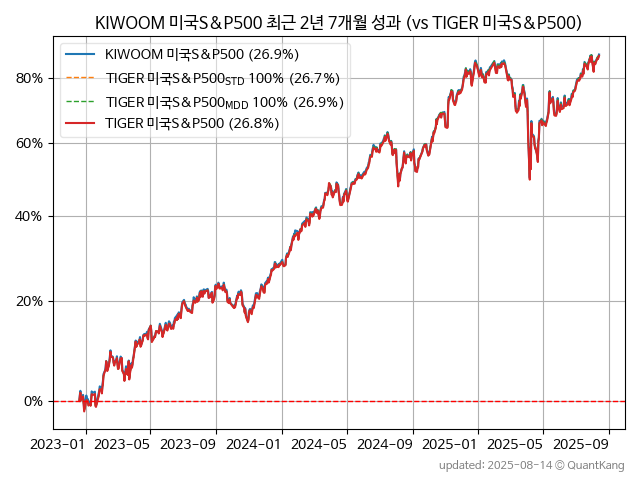 KIWOOM 미국S&P500 최근 2년 7개월 성과 (vs TIGER 미국S&P500)
KIWOOM 미국S&P500 (26.9%)
TIGER 미국S&P500STD 100% (26.7%)
TIGER 미국S&P500MDD 100% (26.9%)
TIGER 미국S&P500 (26.8%)
80%
60%
40%
20%
0%
2023-01 2023-05 2023-09 2024-01 2024-05 2024-09 2025-01 2025-05 2025-09
updated: 2025-08-14 © QuantKang